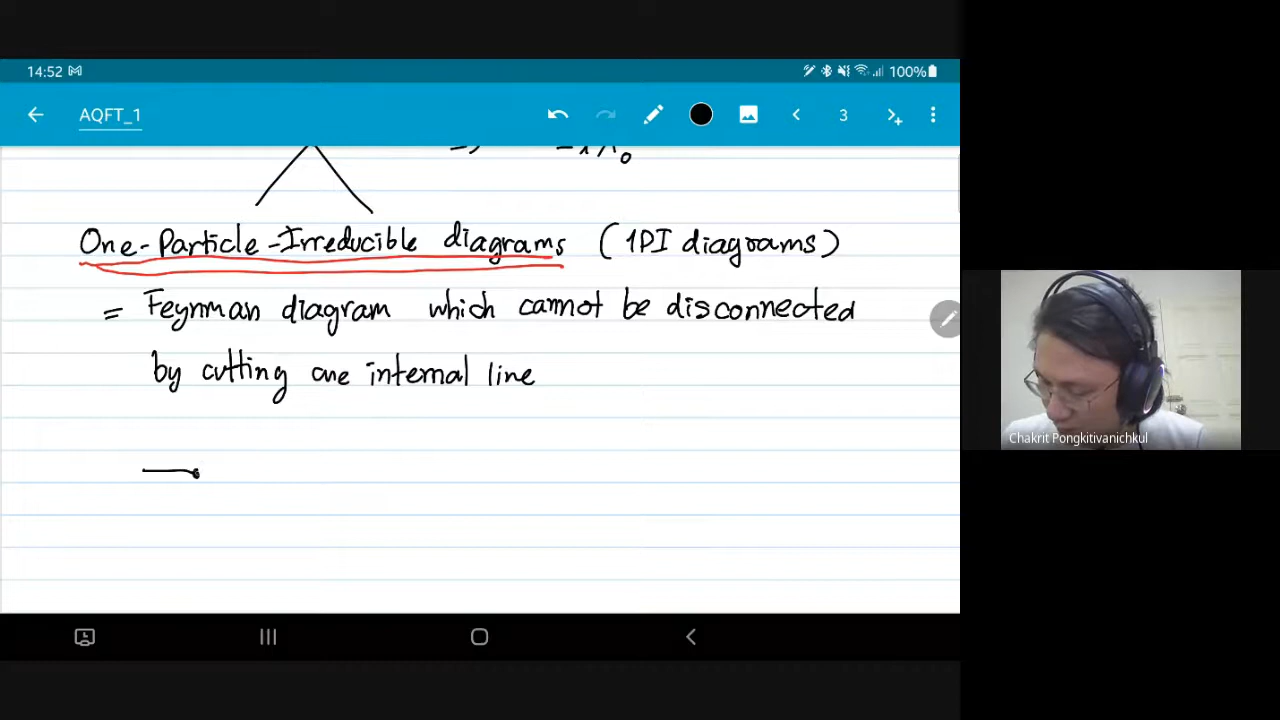 14:52
100%
AQFT_1
3
-iλ₀
One-Particle-Irreducible diagrams (1PI diagrams)
= Feynman diagram which cannot be disconnected
by cutting one internal line
Chakrit Pongkitivanichkul